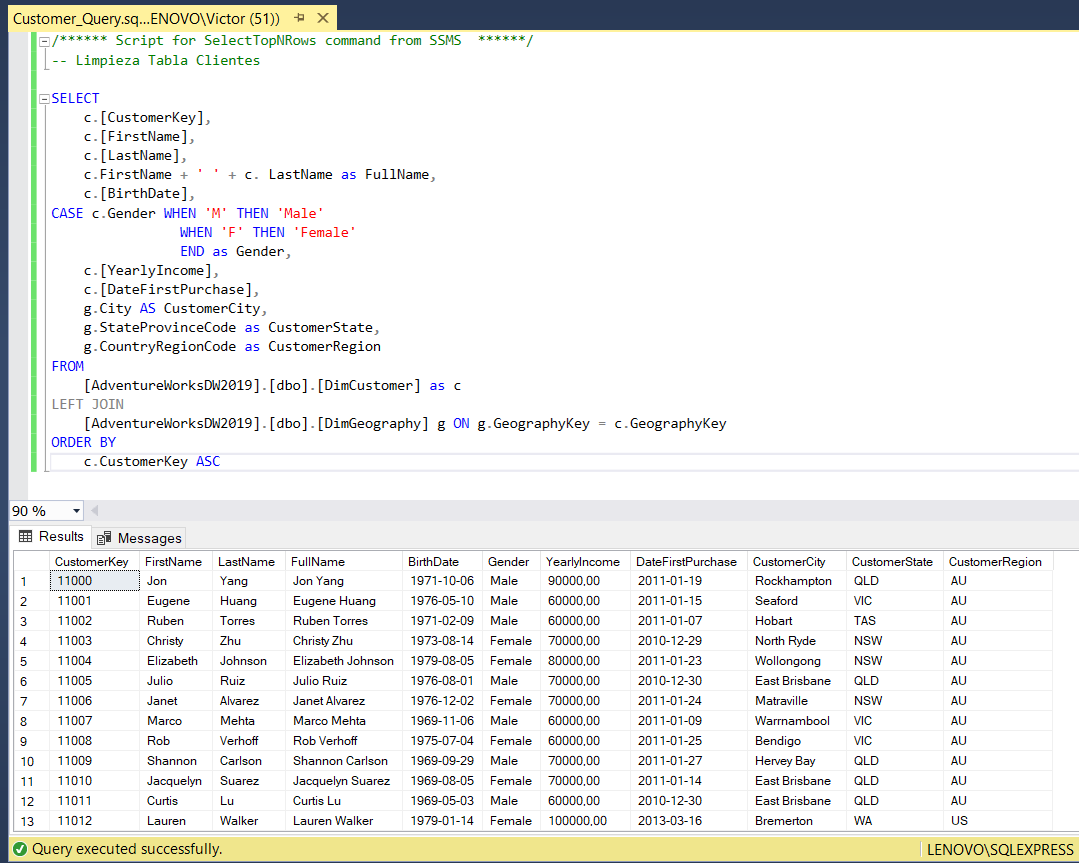 Customer_Query.sq...ENOVO\Victor (51))
/****** Script for SelectTopNRows command from SSMS  ******/
-- Limpieza Tabla Clientes
SELECT
c.[CustomerKey],
c.[FirstName],
c.[LastName],
c.FirstName + ' ' + c. LastName as FullName,
c.[BirthDate],
CASE c.Gender WHEN 'M' THEN 'Male'
WHEN 'F' THEN 'Female'
END as Gender,
c.[YearlyIncome],
c.[DateFirstPurchase],
g.City AS CustomerCity,
g.StateProvinceCode as CustomerState,
g.CountryRegionCode as CustomerRegion
FROM
[AdventureWorksDW2019].[dbo].[DimCustomer] as c
LEFT JOIN
[AdventureWorksDW2019].[dbo].[DimGeography] g ON g.GeographyKey = c.GeographyKey
ORDER BY
c.CustomerKey ASC
90 %
Results Messages
CustomerKey FirstName LastName FullName BirthDate Gender YearlyIncome DateFirstPurchase CustomerCity CustomerState CustomerRegion
1 11000 Jon Yang Jon Yang 1971-10-06 Male 90000,00 2011-01-19 Rockhampton QLD AU
2 11001 Eugene Huang Eugene Huang 1976-05-10 Male 60000,00 2011-01-15 Seaford VIC AU
3 11002 Ruben Torres Ruben Torres 1971-02-09 Male 60000,00 2011-01-07 Hobart TAS AU
4 11003 Christy Zhu Christy Zhu 1973-08-14 Female 70000,00 2010-12-29 North Ryde NSW AU
5 11004 Elizabeth Johnson Elizabeth Johnson 1979-08-05 Female 80000,00 2011-01-23 Wollongong NSW AU
6 11005 Julio Ruiz Julio Ruiz 1976-08-01 Male 70000,00 2010-12-30 East Brisbane QLD AU
7 11006 Janet Alvarez Janet Alvarez 1976-12-02 Female 70000,00 2011-01-24 Matraville NSW AU
8 11007 Marco Mehta Marco Mehta 1969-11-06 Male 60000,00 2011-01-09 Warrnambool VIC AU
9 11008 Rob Verhoff Rob Verhoff 1975-07-04 Female 60000,00 2011-01-25 Bendigo VIC AU
10 11009 Shannon Carlson Shannon Carlson 1969-09-29 Male 70000,00 2011-01-27 Hervey Bay QLD AU
11 11010 Jacquelyn Suarez Jacquelyn Suarez 1969-08-05 Female 70000,00 2011-01-14 East Brisbane QLD AU
12 11011 Curtis Lu Curtis Lu 1969-05-03 Male 60000,00 2010-12-30 East Brisbane QLD AU
13 11012 Lauren Walker Lauren Walker 1979-01-14 Female 100000,00 2013-03-16 Bremerton WA US
Query executed successfully. LENOVO\SQLEXPRESS